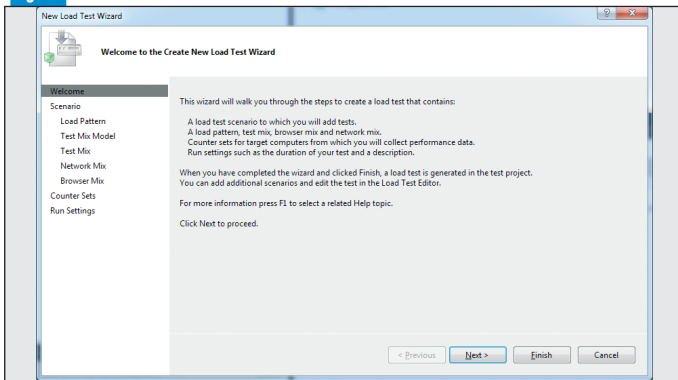 New Load Test Wizard
Welcome to the Create New Load Test Wizard
Welcome
Scenario
Load Pattern
Test Mix Model
Test Mix
Network Mix
Browser Mix
Counter Sets
Run Settings
This wizard will walk you through the steps to create a load test that contains:
A load test scenario to which you will add tests.
A load pattern, test mix, browser mix and network mix.
Counter sets for target computers from which you will collect performance data.
Run settings such as the duration of your test and a description.
When you have completed the wizard and clicked Finish, a load test is generated in the test project.
You can add additional scenarios and edit the test in the Load Test Editor.
For more information press F1 to select a related Help topic.
Click Next to proceed.
< Previous Next > Finish Cancel